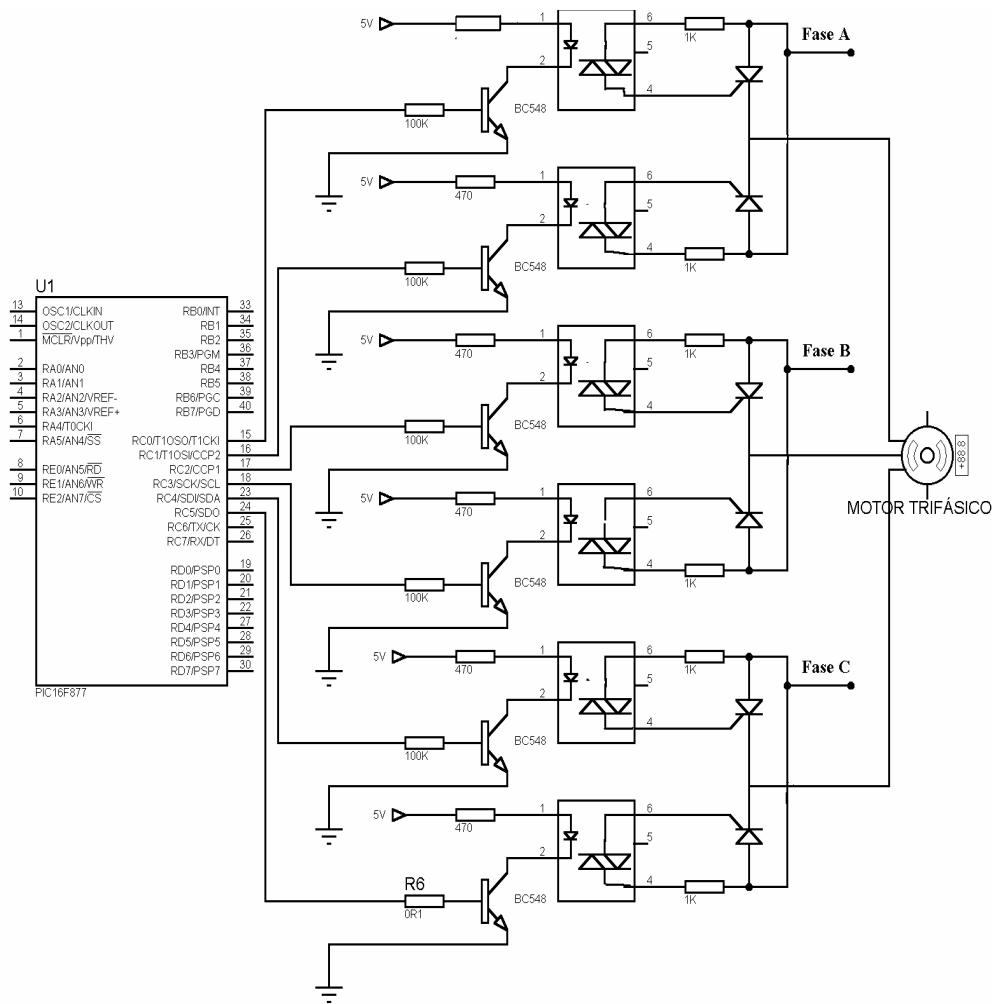 5V
1
2
6
5
4
1K
Fase A
100K
BC548
5V
470
1
2
6
5
4
1K
100K
BC548
5V
470
1
2
6
5
4
1K
Fase B
100K
BC548
5V
470
1
2
6
5
4
1K
100K
BC548
5V
470
1
2
6
5
4
1K
Fase C
100K
BC548
5V
470
1
2
6
5
4
1K
R6
0R1
BC548
U1
13 OSC1/CLKIN
14 OSC2/CLKOUT
1 MCLR/Vpp/THV
2 RA0/AN0
3 RA1/AN1
4 RA2/AN2/VREF-
5 RA3/AN3/VREF+
6 RA4/T0CKI
7 RA5/AN4/SS
8 RE0/AN5/RD
9 RE1/AN6/WR
10 RE2/AN7/CS
RB0/INT 33
RB1 34
RB2 35
RB3/PGM 36
RB4 37
RB5 38
RB6/PGC 39
RB7/PGD 40
RC0/T1OSO/T1CKI 15
RC1/T1OSI/CCP2 16
RC2/CCP1 17
RC3/SCK/SCL 18
RC4/SDI/SDA 23
RC5/SDO 24
RC6/TX/CK 25
RC7/RX/DT 26
RD0/PSP0 19
RD1/PSP1 20
RD2/PSP2 21
RD3/PSP3 22
RD4/PSP4 27
RD5/PSP5 28
RD6/PSP6 29
RD7/PSP7 30
PIC16F877
+88.8
MOTOR TRIFÁSICO